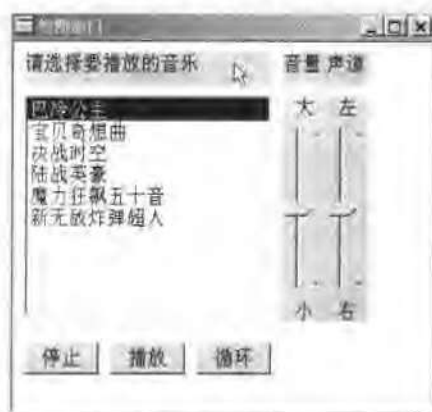 请选择要播放的音乐
音量 声道
大 左
巴冷公主
宝贝奇想曲
决战时空
陆战英豪
魔力狂飙五十音
新无敌炸弹超人
小 右
停止 播放 循环